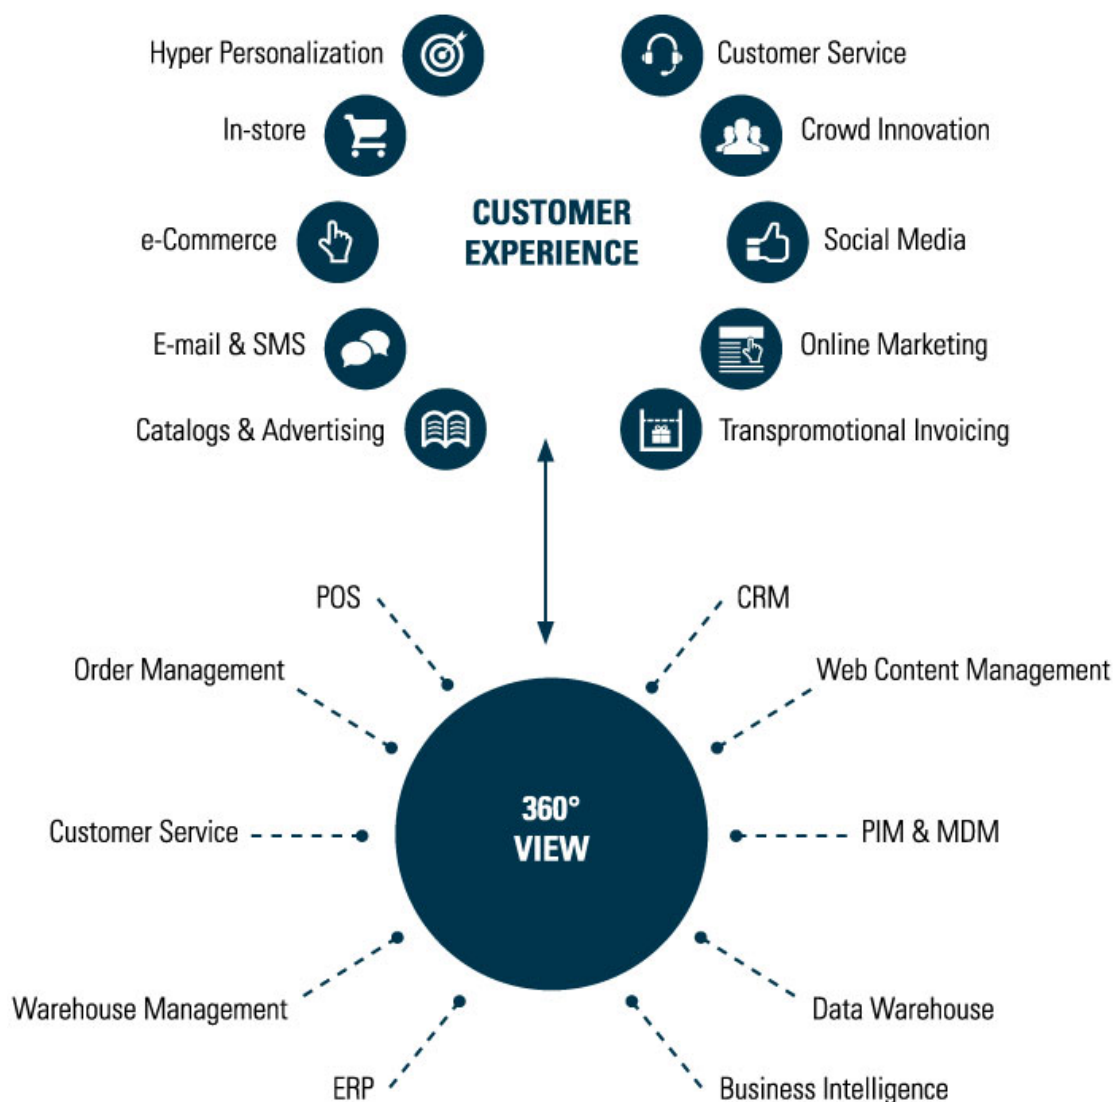 Hyper Personalization
Customer Service
In-store
Crowd Innovation
CUSTOMER
EXPERIENCE
e-Commerce
Social Media
E-mail & SMS
Online Marketing
Catalogs & Advertising
Transpromotional Invoicing
POS
CRM
Order Management
Web Content Management
360°
VIEW
Customer Service
PIM & MDM
Warehouse Management
Data Warehouse
ERP
Business Intelligence